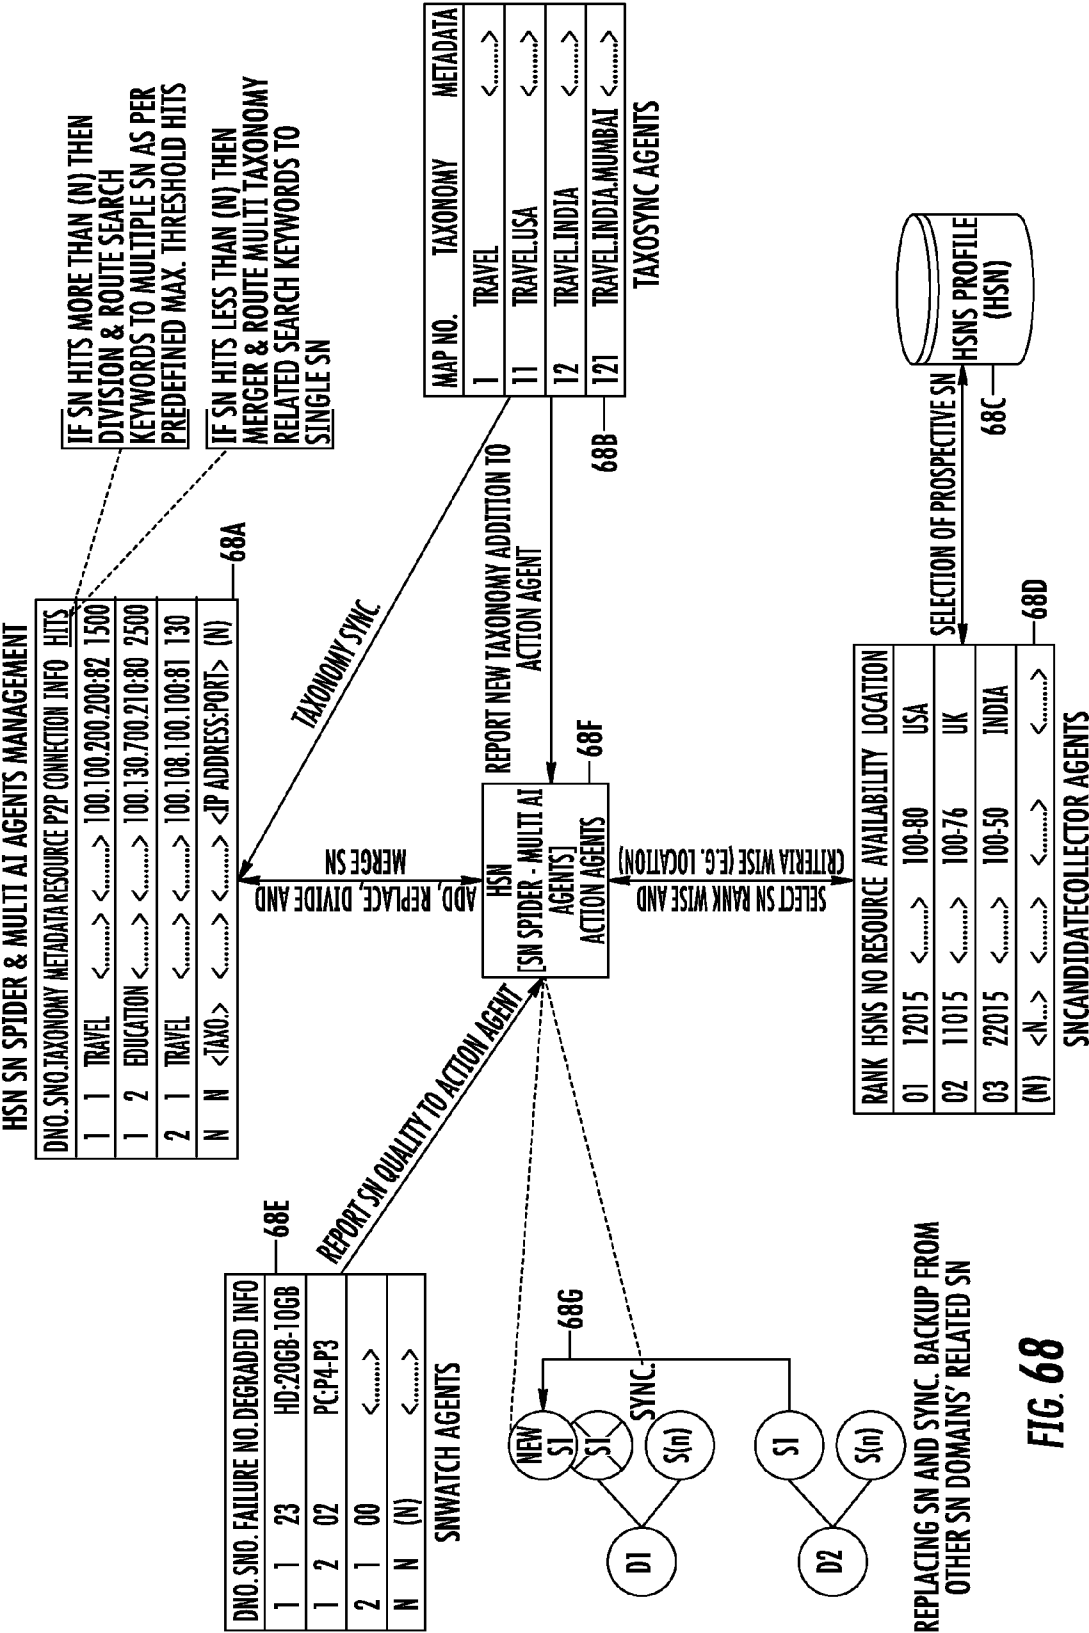 HSN SN SPIDER & MULTI AI AGENTS MANAGEMENT
DNO.SNO.TAXONOMY METADATA RESOURCE P2P CONNECTION INFO HITS
1 1 TRAVEL <........> <........> 100.100.200.200:82 1500
1 2 EDUCATION <........> <........> 100.130.700.210:80 2500
2 1 TRAVEL <........> <........> 100.108.100.100:81 130
N N <TAXO.> <........> <........> <IP ADDRESS:PORT> (N)
68A
IF SN HITS MORE THAN (N) THEN
DIVISION & ROUTE SEARCH
KEYWORDS TO MULTIPLE SN AS PER
PREDEFINED MAX. THRESHOLD HITS
IF SN HITS LESS THAN (N) THEN
MERGER & ROUTE MULTI TAXONOMY
RELATED SEARCH KEYWORDS TO
SINGLE SN
DNO.SNO. FAILURE NO.DEGRADED INFO
1 1 23 HD:20GB-10GB
1 2 02 PC:P4-P3
2 1 00 <........>
N N (N) <........>
68E
SNWATCH AGENTS
REPORT SN QUALITY TO ACTION AGENT
ADD, REPLACE, DIVIDE AND
MERGE SN
TAXONOMY SYNC.
REPORT NEW TAXONOMY ADDITION TO
ACTION AGENT
MAP NO. TAXONOMY METADATA
1 TRAVEL <........>
11 TRAVEL.USA <........>
12 TRAVEL.INDIA <........>
121 TRAVEL.INDIA.MUMBAI <........>
68B
TAXOSYNC AGENTS
HSN
[SN SPIDER - MULTI AI
AGENTS]
ACTION AGENTS
68F
SELECT SN RANK WISE AND
CRITERIA WISE (E.G. LOCATION)
NEW
S1
S1
S(n)
D1
SYNC.
68G
S1
S(n)
D2
REPLACING SN AND SYNC. BACKUP FROM
OTHER SN DOMAINS' RELATED SN
RANK HSNS NO RESOURCE AVAILABILITY LOCATION
01 12015 <........> 100-80 USA
02 11015 <........> 100-76 UK
03 22015 <........> 100-50 INDIA
(N) <N...> <........> <........> <........>
68D
SNCANDIDATECOLLECTOR AGENTS
SELECTION OF PROSPECTIVE SN
HSNS PROFILE
(HSN)
68C
FIG. 68